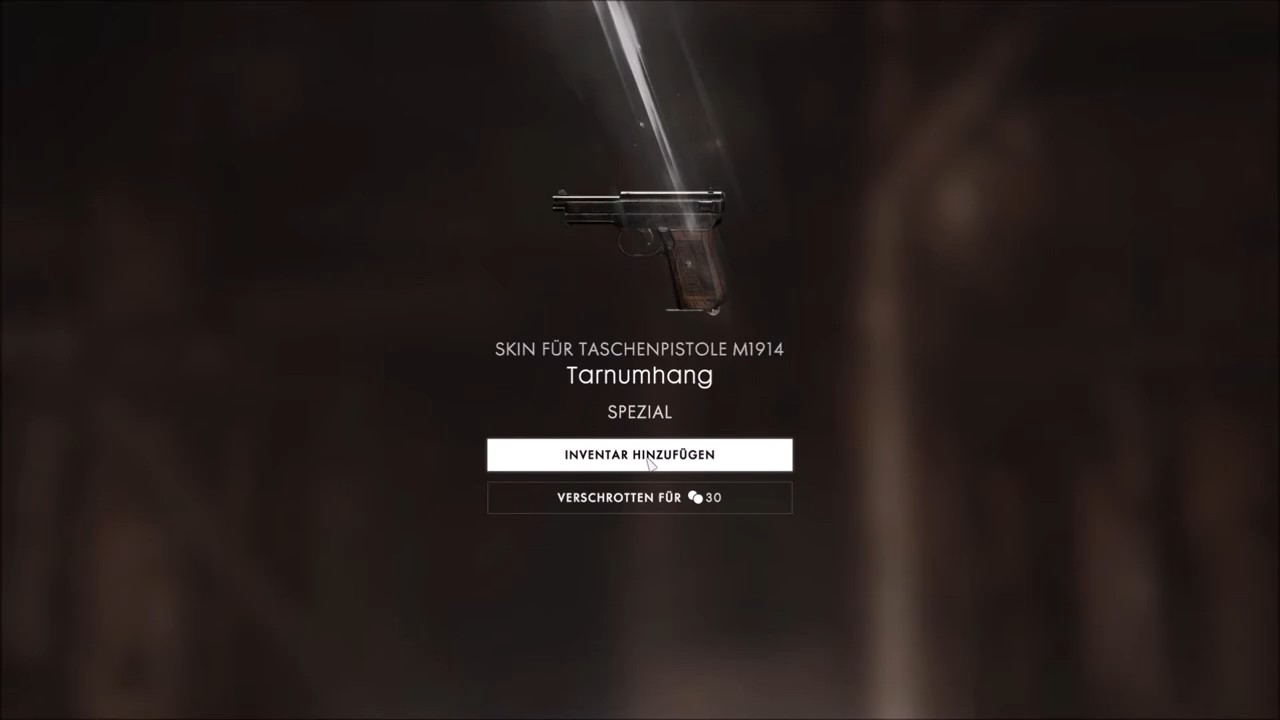 SKIN FÜR TASCHENPISTOLE M1914
Tarnumhang
SPEZIAL
INVENTAR HINZUFÜGEN
VERSCHROTTEN FÜR 30